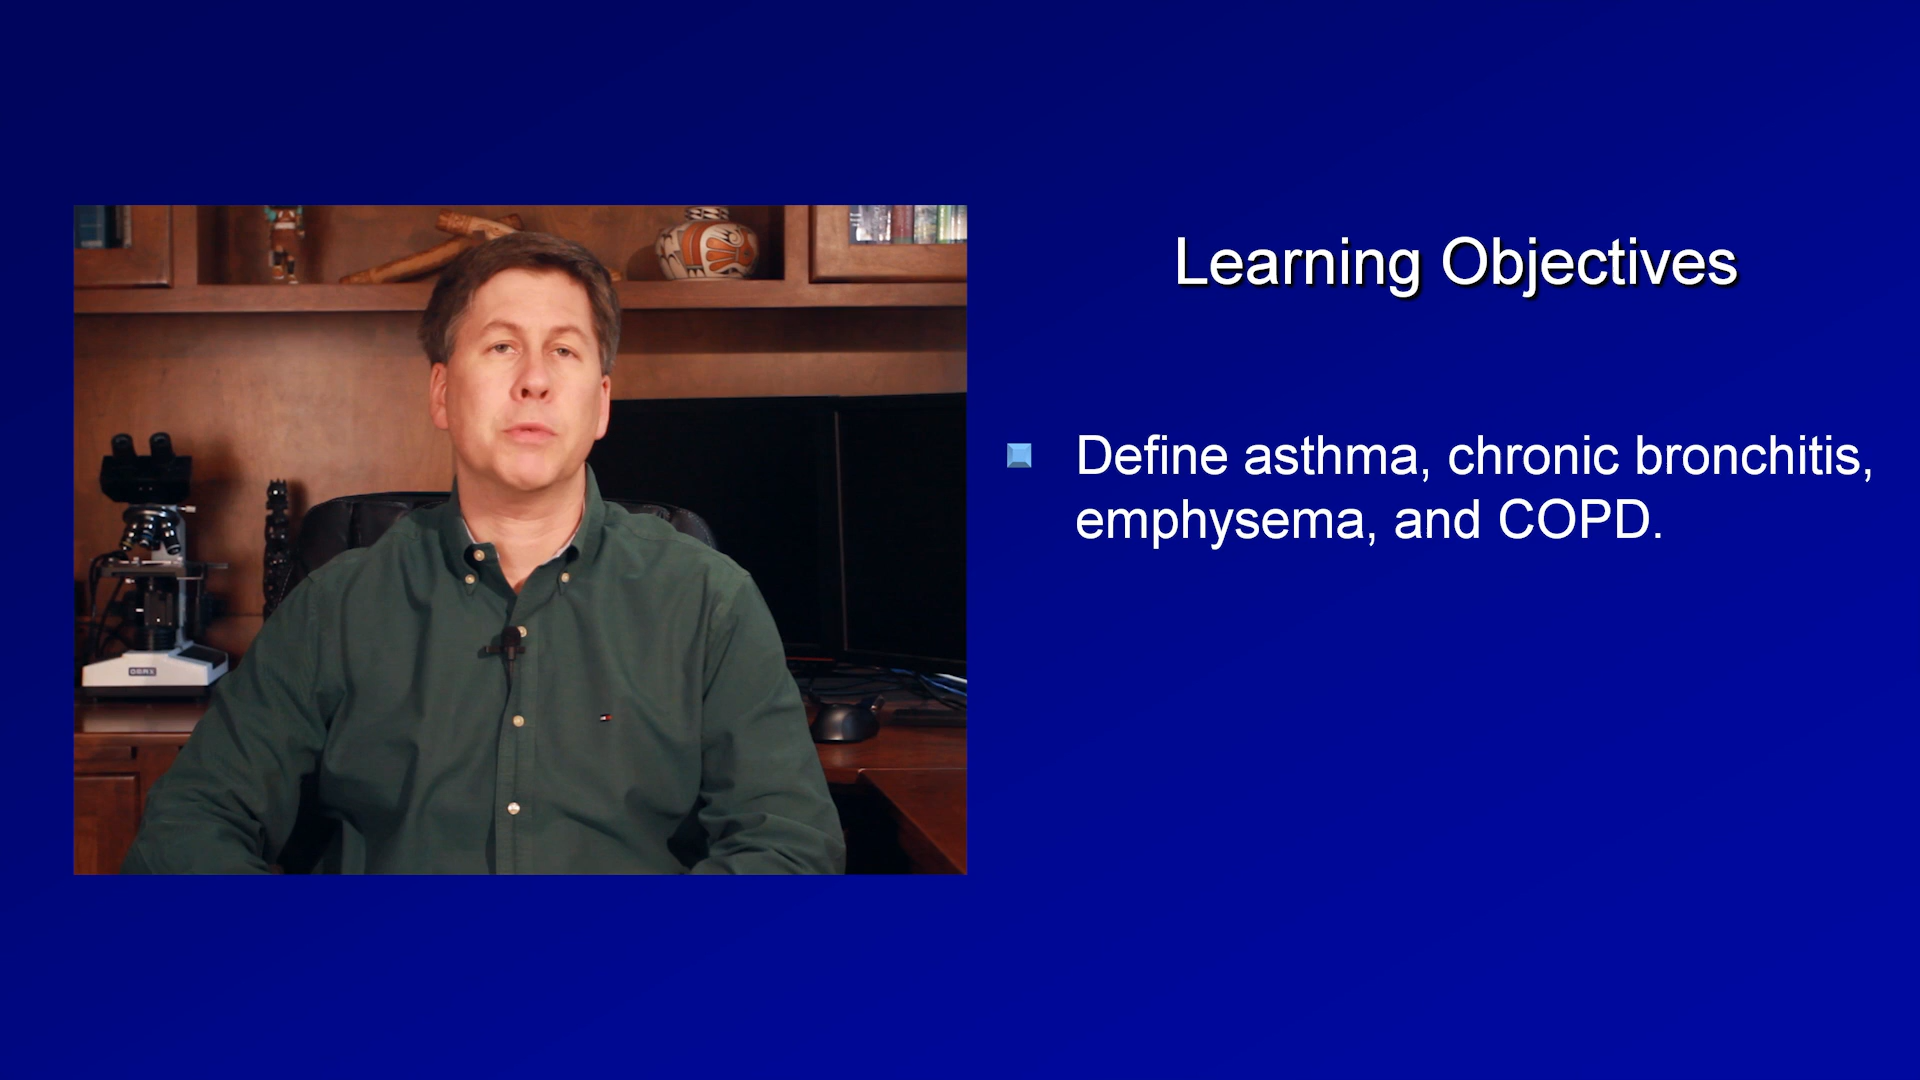 Learning Objectives
Define asthma, chronic bronchitis,
emphysema, and COPD.